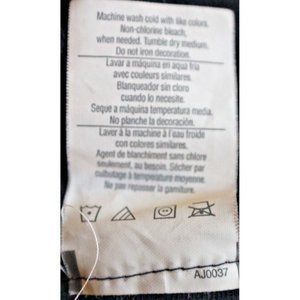 Machine wash cold with like colors.
Non-chlorine bleach,
when needed. Tumble dry medium.
Do not iron decoration.
Lavar a máquina en aqua fria
avec couleurs similares.
Blanqueador sin cloro
cuando lo necesite.
Seque a máquina temperatura media.
No planche la decoración.
Laver à la machine à l'eau froide
con colores similares.
Agent de blanchiment sans chlore
seulement, au besoin. Sécher par
culbutage à temperature moyenne.
Ne pas repasser la garniture.
AJ0037